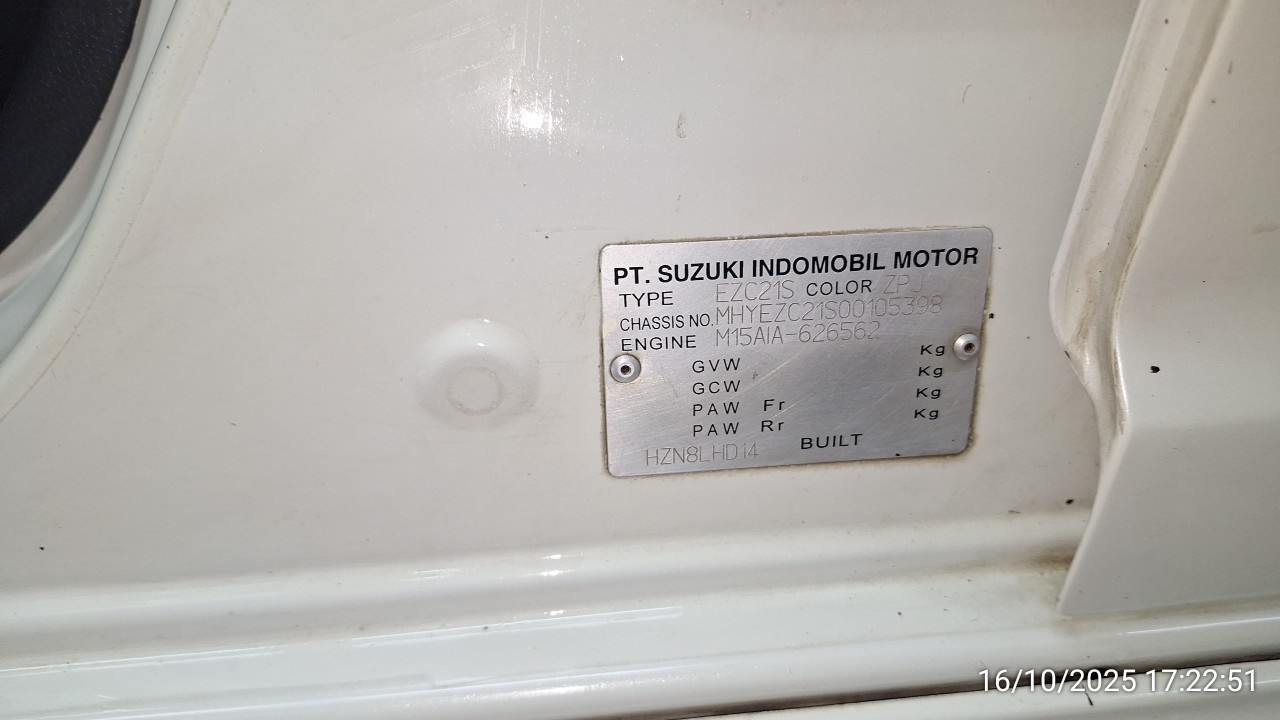 PT. SUZUKI INDOMOBIL MOTOR
TYPE EZC21S COLOR ZPJ
CHASSIS NO. MHYEZC21S00105398
ENGINE M15AIA-626562
GVW Kg
GCW Kg
PAW Fr Kg
PAW Rr Kg
BUILT
HZN8LHD14
16/10/2025 17:22:51